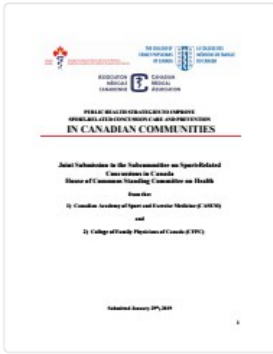 THE COLLEGE OF
FAMILY PHYSICIANS
OF CANADA
LE COLLÈGE DES
MÉDECINS DE FAMILLE
DU CANADA
ASSOCIATION
MÉDICALE
CANADIENNE
CANADIAN
MEDICAL
ASSOCIATION
PUBLIC HEALTH STRATEGIES TO IMPROVE
SPORT-RELATED CONCUSSION CARE AND PREVENTION
IN CANADIAN COMMUNITIES
Joint Submission to the Subcommittee on Sport-Related
Concussions in Canada
House of Commons Standing Committee on Health
From the:
1) Canadian Academy of Sport and Exercise Medicine (CASEM)
and
2) College of Family Physicians of Canada (CFPC)
Submitted January 29th, 2019
1